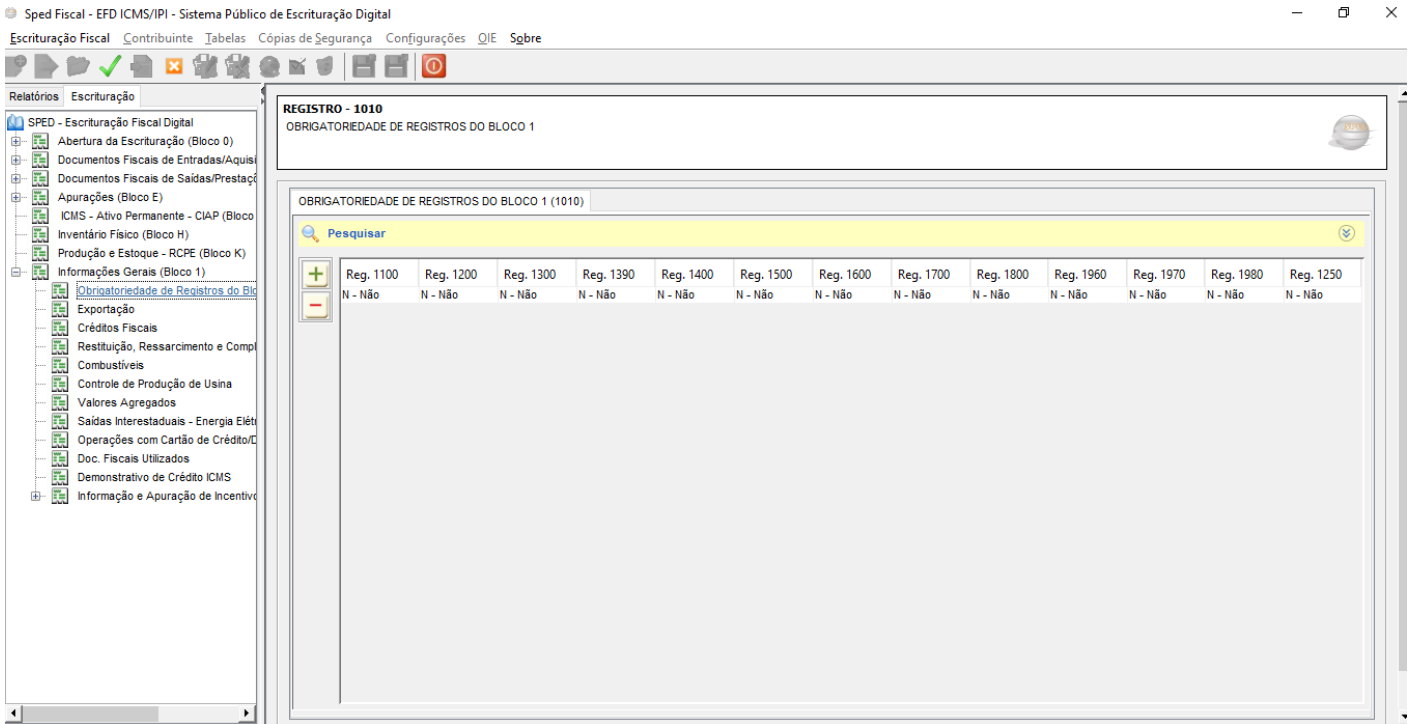 Sped Fiscal - EFD ICMS/IPI - Sistema Público de Escrituração Digital
Escrituração Fiscal Contribuinte Tabelas Cópias de Segurança Configurações OIE Sobre
Relatórios Escrituração
SPED - Escrituração Fiscal Digital
Abertura da Escrituração (Bloco 0)
Documentos Fiscais de Entradas/Aquisi
Documentos Fiscais de Saídas/Prestaçõ
Apurações (Bloco E)
ICMS - Ativo Permanente - CIAP (Bloco
Inventário Físico (Bloco H)
Produção e Estoque - RCPE (Bloco K)
Informações Gerais (Bloco 1)
Obrigatoriedade de Registros do Blo
Exportação
Créditos Fiscais
Restituição, Ressarcimento e Compl
Combustíveis
Controle de Produção de Usina
Valores Agregados
Saídas Interestaduais - Energia Elétr
Operações com Cartão de Crédito/D
Doc. Fiscais Utilizados
Demonstrativo de Crédito ICMS
Informação e Apuração de Incentivo
REGISTRO - 1010
OBRIGATORIEDADE DE REGISTROS DO BLOCO 1
OBRIGATORIEDADE DE REGISTROS DO BLOCO 1 (1010)
Pesquisar
Reg. 1100 Reg. 1200 Reg. 1300 Reg. 1390 Reg. 1400 Reg. 1500 Reg. 1600 Reg. 1700 Reg. 1800 Reg. 1960 Reg. 1970 Reg. 1980 Reg. 1250
N - Não N - Não N - Não N - Não N - Não N - Não N - Não N - Não N - Não N - Não N - Não N - Não N - Não